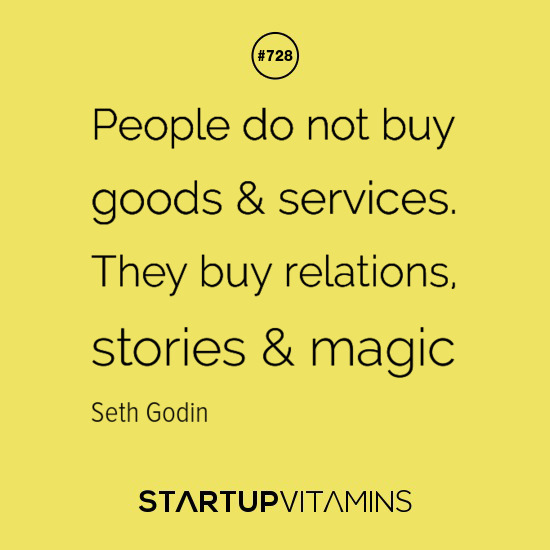 #728
People do not buy
goods & services.
They buy relations,
stories & magic
Seth Godin
STARTUPVITAMINS